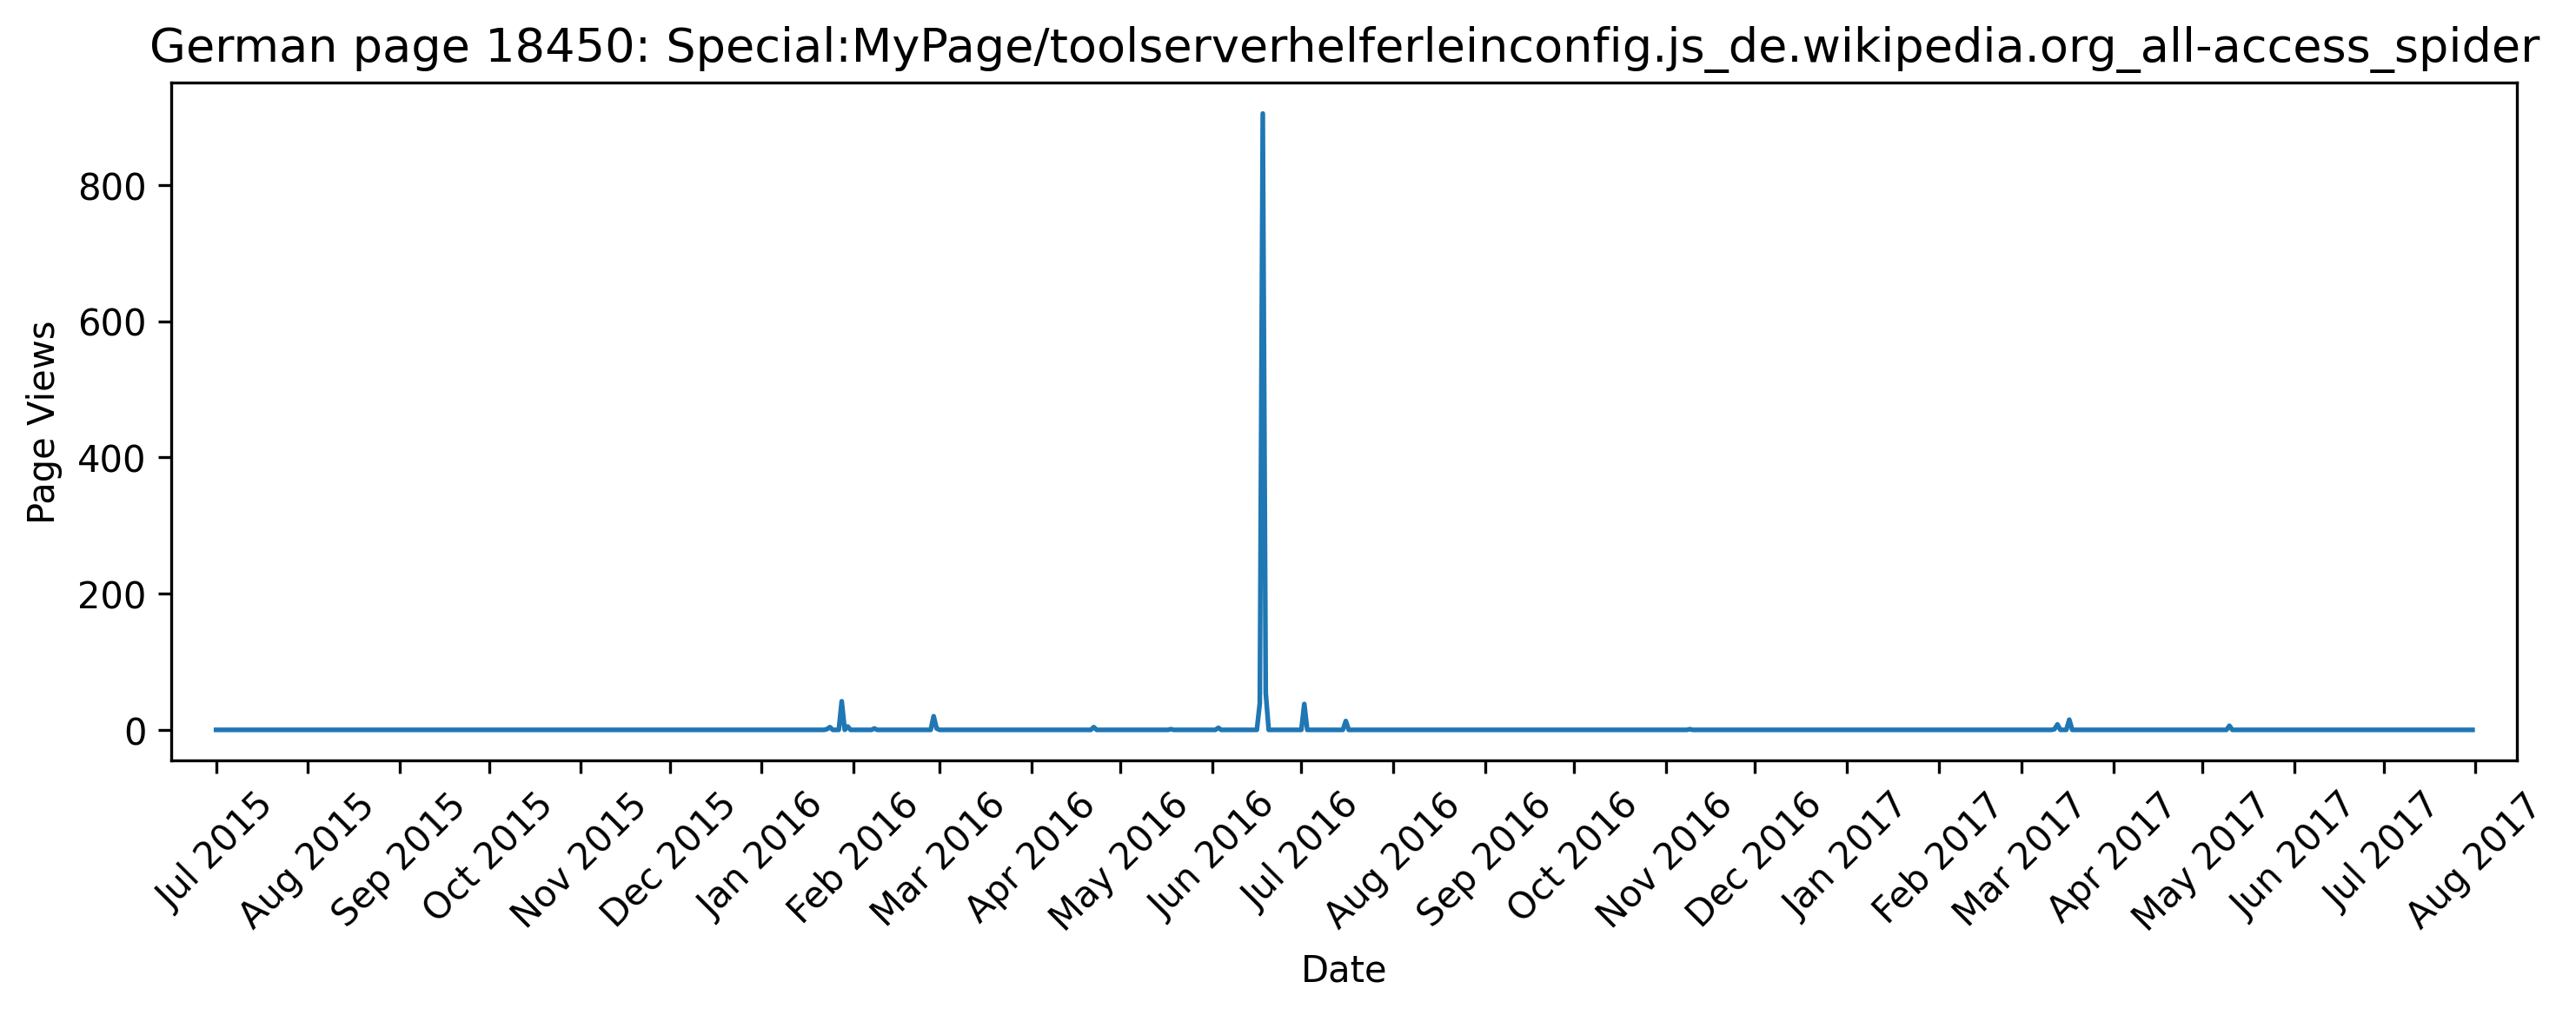 German page 18450: Special:MyPage/toolserverhelferleinconfig.js_de.wikipedia.org_all-access_spider
Page Views
800
600
400
200
0
Jul 2015
Aug 2015
Sep 2015
Oct 2015
Nov 2015
Dec 2015
Jan 2016
Feb 2016
Mar 2016
Apr 2016
May 2016
Jun 2016
Jul 2016
Aug 2016
Sep 2016
Oct 2016
Nov 2016
Dec 2016
Jan 2017
Feb 2017
Mar 2017
Apr 2017
May 2017
Jun 2017
Jul 2017
Aug 2017
Date